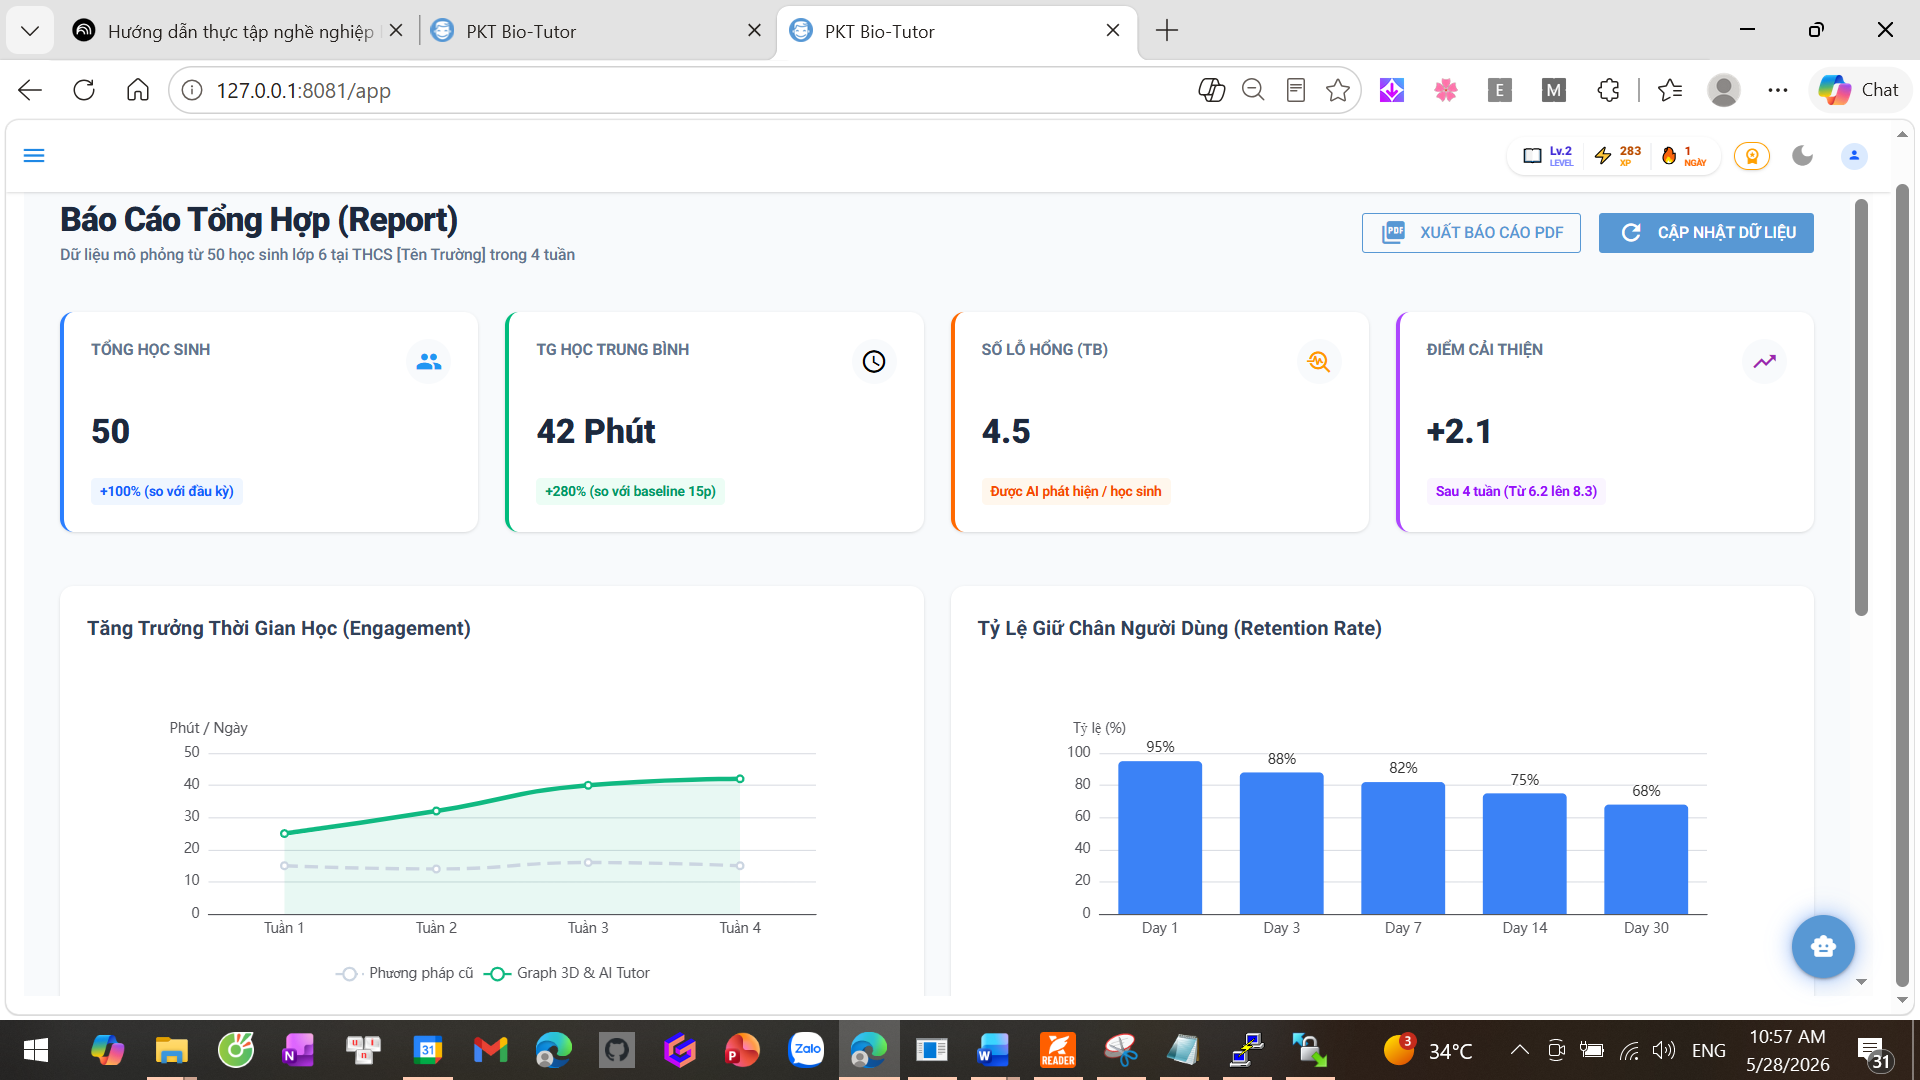 Hướng dẫn thực tập nghề nghiệp
PKT Bio-Tutor
PKT Bio-Tutor
127.0.0.1:8081/app
E
M
Chat
Lv.2
LEVEL
283
XP
1
NGÀY
Báo Cáo Tổng Hợp (Report)
Dữ liệu mô phỏng từ 50 học sinh lớp 6 tại THCS [Tên Trường] trong 4 tuần
PDF
XUẤT BÁO CÁO PDF
CẬP NHẬT DỮ LIỆU
TỔNG HỌC SINH
50
+100% (so với đầu kỳ)
TG HỌC TRUNG BÌNH
42 Phút
+280% (so với baseline 15p)
SỐ LỖ HỔNG (TB)
4.5
Được AI phát hiện / học sinh
ĐIỂM CẢI THIỆN
+2.1
Sau 4 tuần (Từ 6.2 lên 8.3)
Tăng Trưởng Thời Gian Học (Engagement)
Phút / Ngày
50
40
30
20
10
0
Tuần 1
Tuần 2
Tuần 3
Tuần 4
Phương pháp cũ
Graph 3D & AI Tutor
Tỷ Lệ Giữ Chân Người Dùng (Retention Rate)
Tỷ lệ (%)
100
80
60
40
20
0
95%
88%
82%
75%
68%
Day 1
Day 3
Day 7
Day 14
Day 30
N
u i
n
31
P
Zalo
W
READER
3
34°C
ENG
10:57 AM
5/28/2026
31